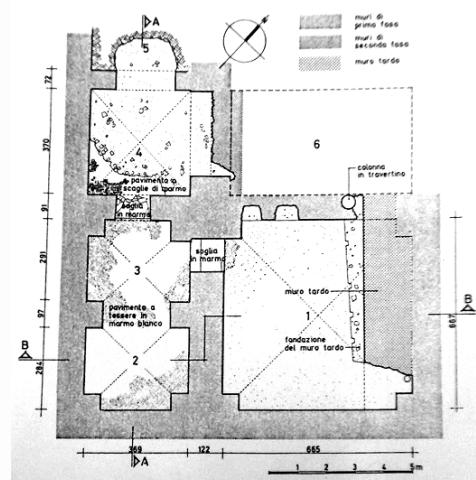 A
5
muri di
prima fase
muri di
seconda fase
muro tardo
72
370
4
6
colonna
in travertino
pavimento a
scaglie di marmo
91
soglia
in marmo
291
3
soglia
in marmo
muro tardo
1
667
pavimento a
tessere in
marmo bianco
97
fondazione
del muro tardo
B
B
284
2
369
122
665
A
1 2 3 4 5m